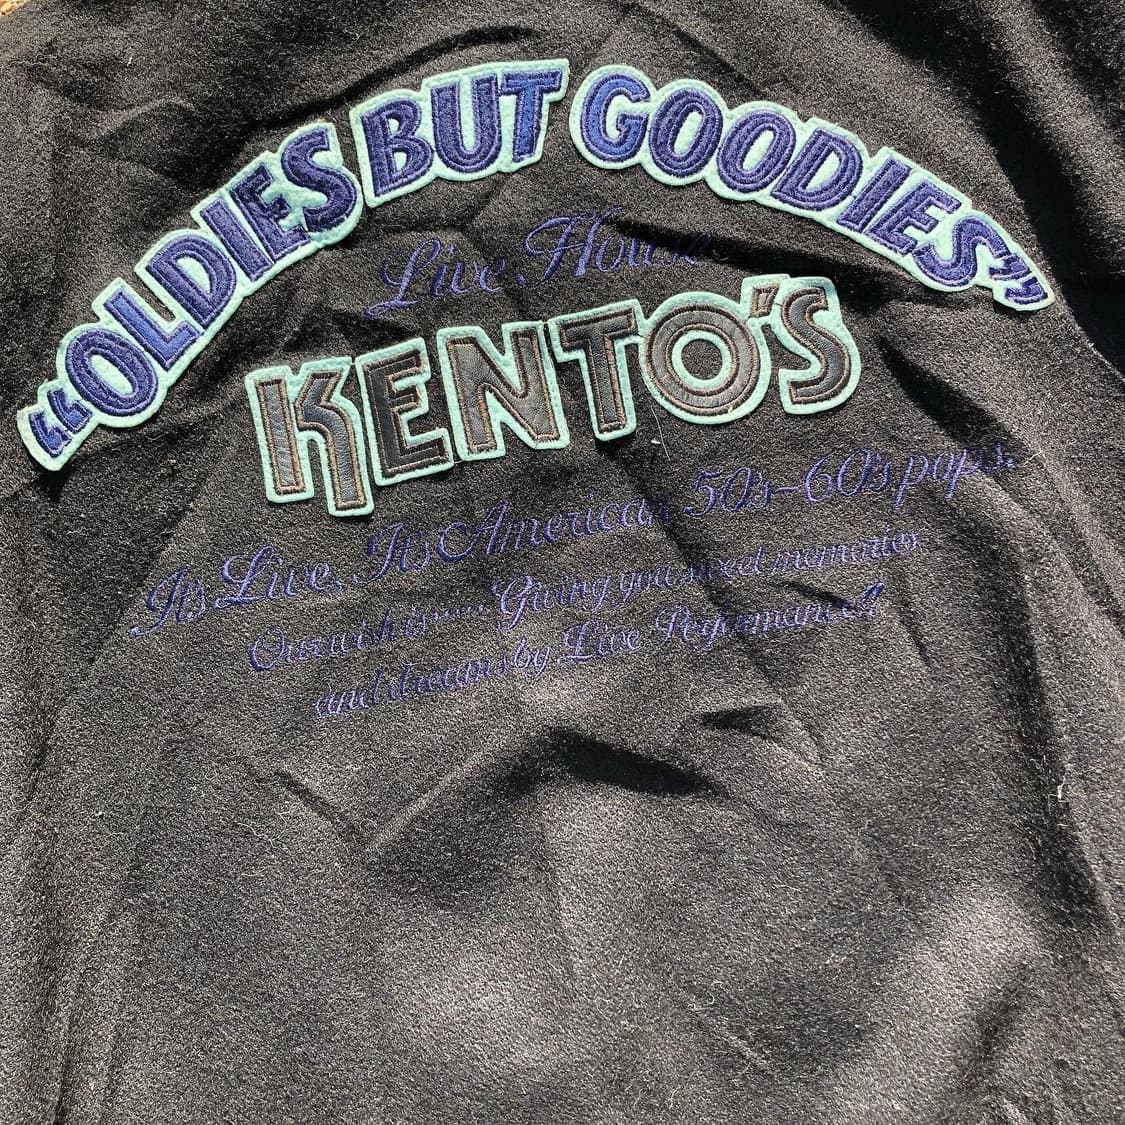 “OLDIES BUT GOODIES”
Live House
KENTO'S
It's Live. It's American 50's–60's pops.
Our wish is ...... Giving you sweet memories
and dreams by Live Performance!!